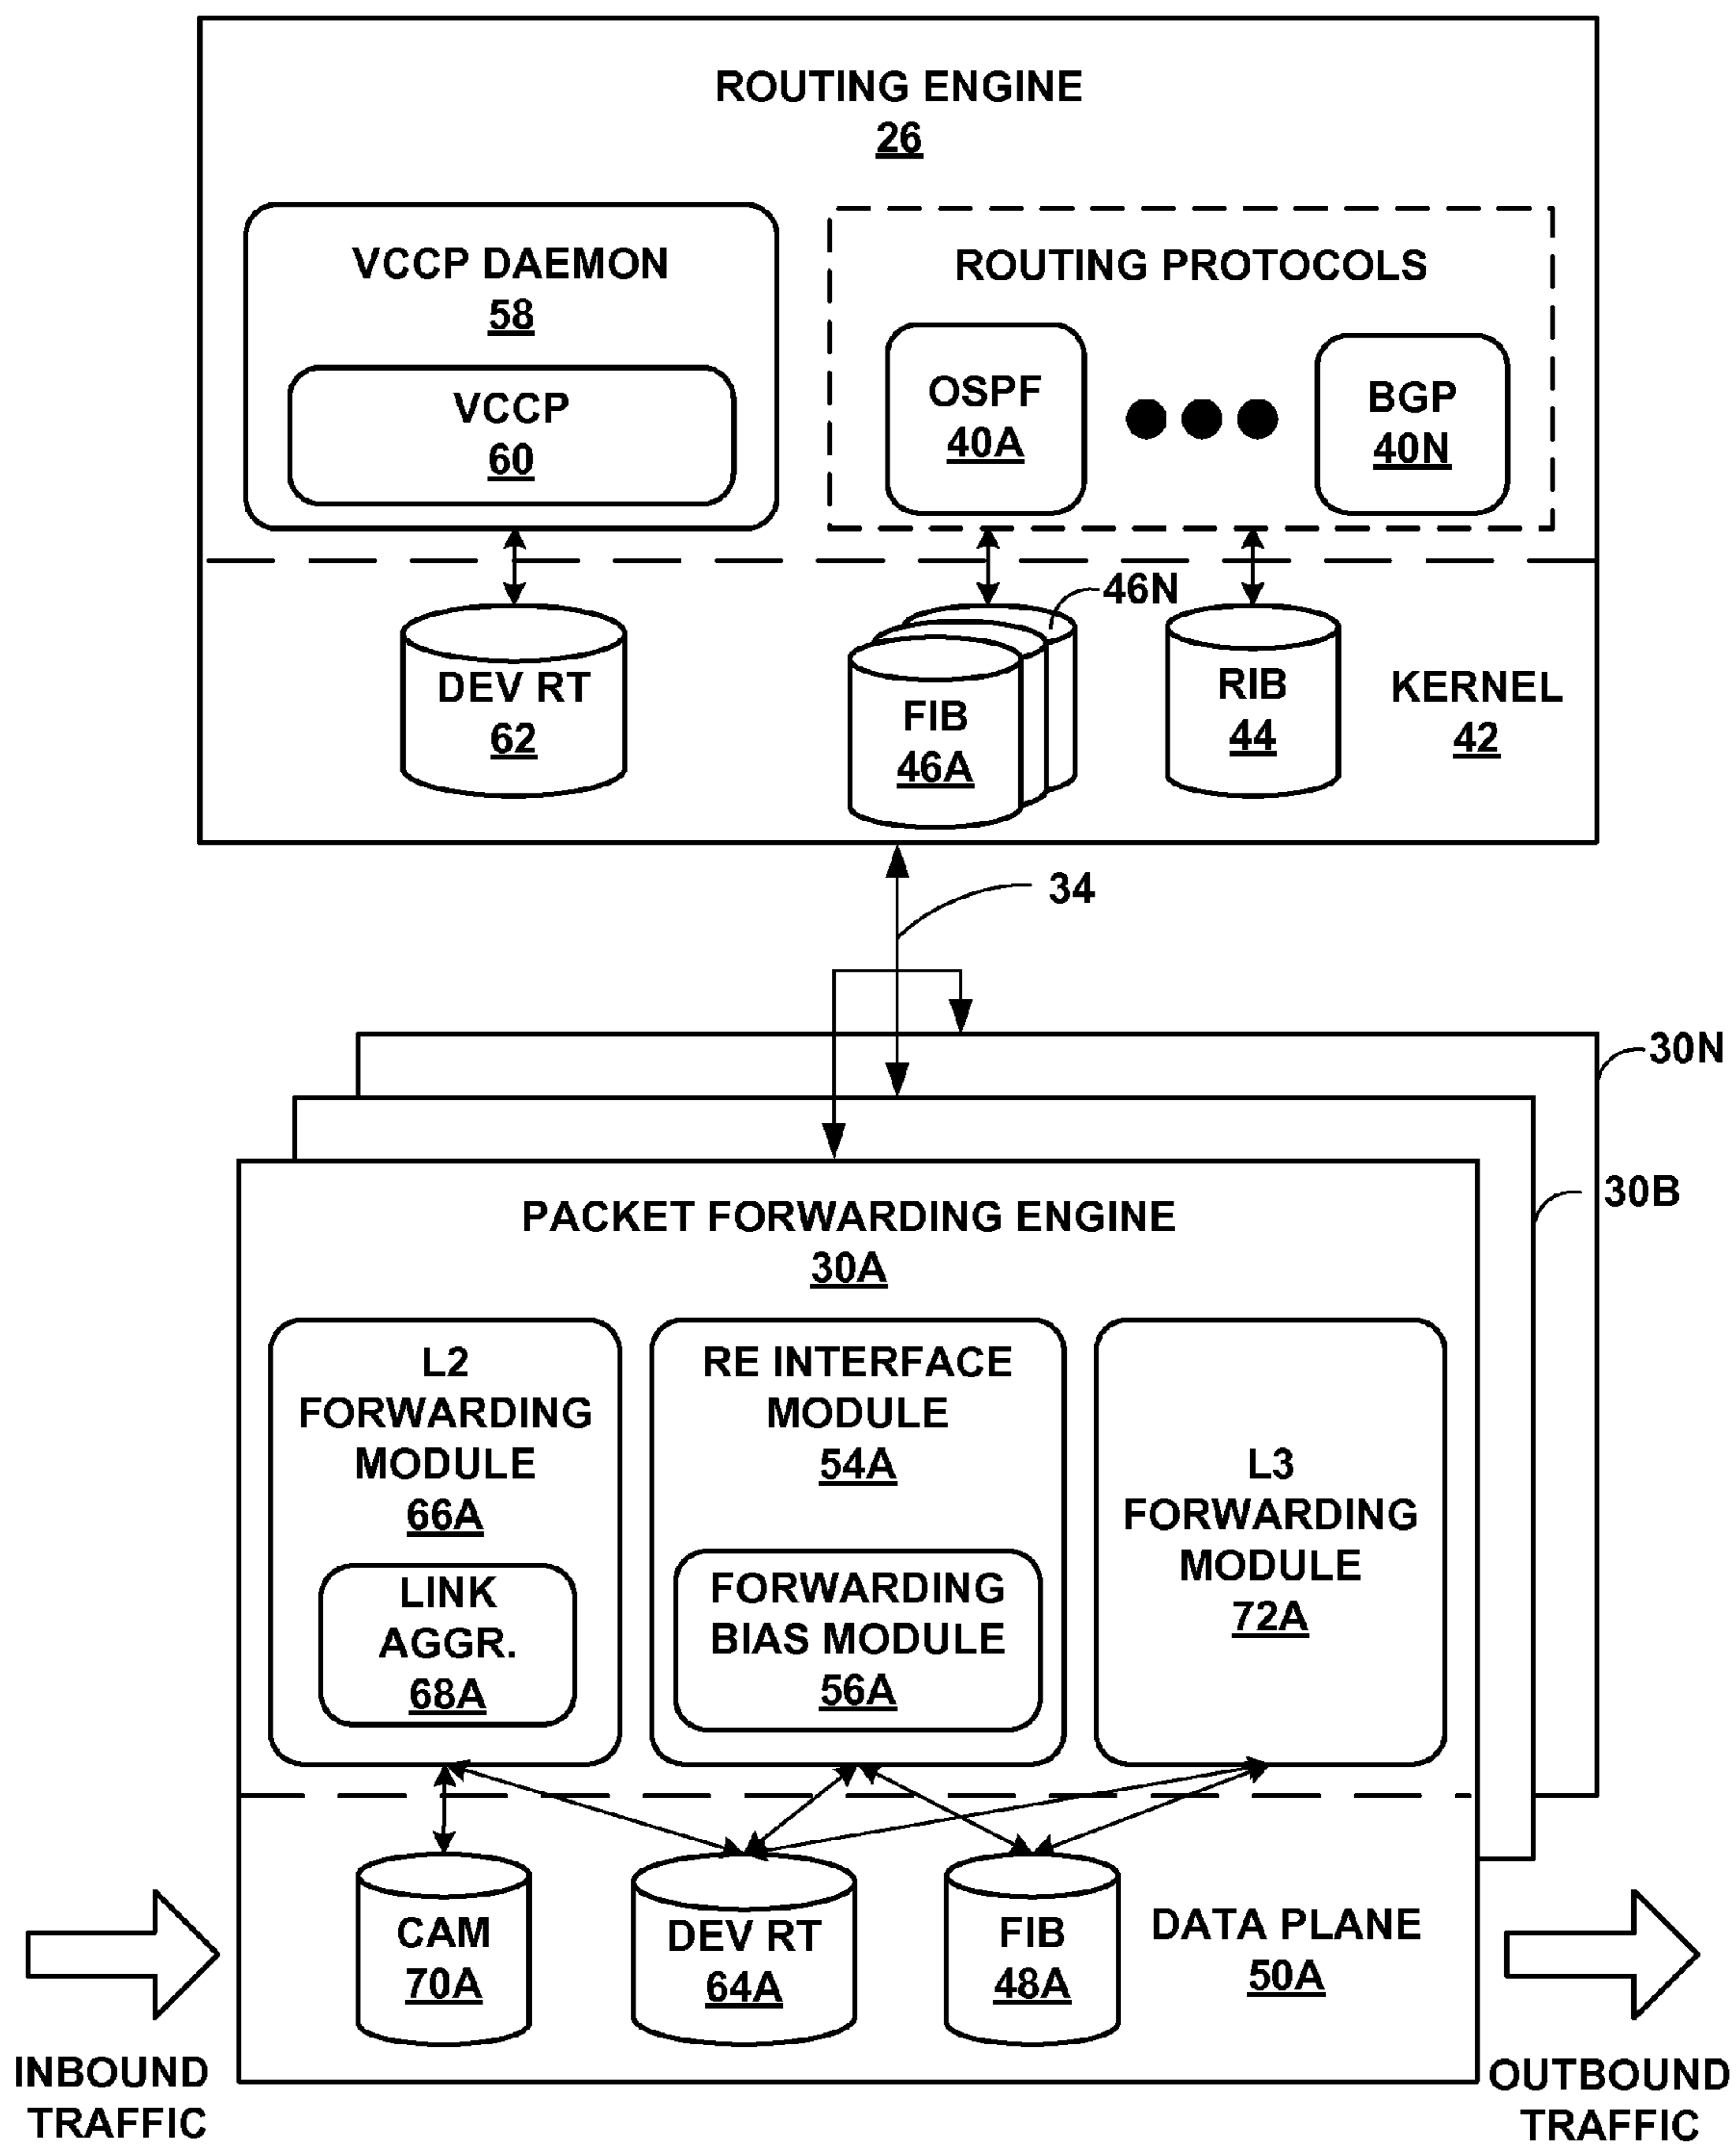 ROUTING ENGINE
26
VCCP DAEMON
58
VCCP
60
ROUTING PROTOCOLS
OSPF
40A
BGP
40N
46N
DEV RT
62
FIB
46A
RIB
44
KERNEL
42
34
30N
30B
PACKET FORWARDING ENGINE
30A
L2
FORWARDING
MODULE
66A
LINK
AGGR.
68A
RE INTERFACE
MODULE
54A
FORWARDING
BIAS MODULE
56A
L3
FORWARDING
MODULE
72A
CAM
70A
DEV RT
64A
FIB
48A
DATA PLANE
50A
INBOUND
TRAFFIC
OUTBOUND
TRAFFIC